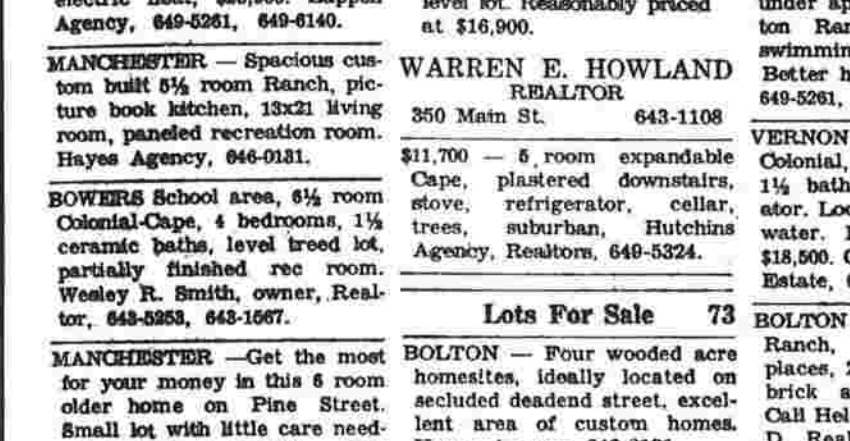 Agency, 649-5261, 649-6140.
MANCHESTER — Spacious cus-
tom built 5½ room Ranch, pic-
ture book kitchen, 13x21 living
room, paneled recreation room.
Hayes Agency, 646-0131.
BOWERS School area, 6½ room
Colonial-Cape, 4 bedrooms, 1½
ceramic baths, level treed lot,
partially finished rec room.
Wesley R. Smith, owner, Real-
tor, 643-5253, 643-1567.
MANCHESTER —Get the most
for your money in this 6 room
older home on Pine Street.
Small lot with little care need-
level lot. Reasonably priced
at $16,900.
WARREN E. HOWLAND
REALTOR
350 Main St. 643-1108
$11,700 — 5 room expandable
Cape, plastered downstairs,
stove, refrigerator, cellar,
trees, suburban, Hutchins
Agency, Realtors, 649-5324.
Lots For Sale 73
BOLTON — Four wooded acre
homesites, ideally located on
secluded deadend street, excel-
lent area of custom homes.
under
ton
Better
649-5261,
VERNON
Colonial,
1½ bath
water.
$18,500.
Estate,
BOLTON
Ranch,
places,
brick
Call
D.